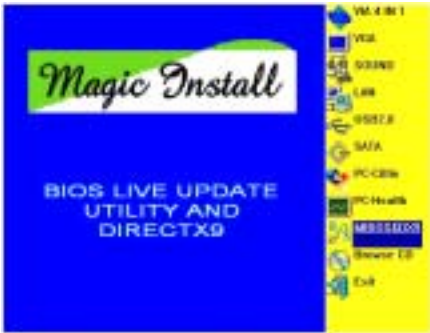 Magic Install
BIOS LIVE UPDATE
UTILITY AND
DIRECTX9
VIA 4 IN 1
VGA
SOUND
LAN
USB2.0
SATA
PC-Cillin
PC-Health
Browse CD
Exit